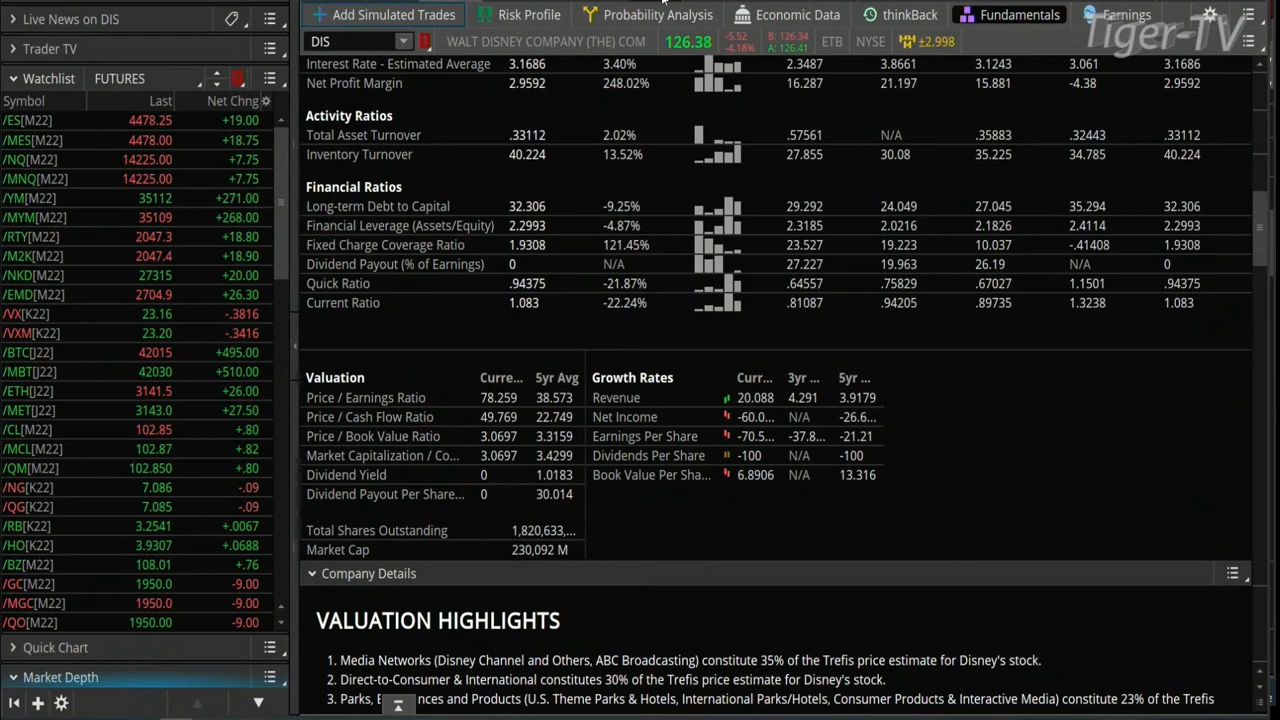 Live News on DIS
Trader TV
Watchlist FUTURES
Symbol Last Net Chng
/ES[M22] 4478.25 +19.00
/MES[M22] 4478.00 +18.75
/NQ[M22] 14225.00 +7.75
/MNQ[M22] 14225.00 +7.75
/YM[M22] 35112 +271.00
/MYM[M22] 35109 +268.00
/RTY[M22] 2047.3 +18.80
/M2K[M22] 2047.4 +18.90
/NKD[M22] 27315 +20.00
/EMD[M22] 2704.9 +26.30
/VX[K22] 23.16 -.3816
/VXM[K22] 23.20 -.3416
/BTC[J22] 42015 +495.00
/MBT[J22] 42030 +510.00
/ETH[J22] 3141.5 +26.00
/MET[J22] 3143.0 +27.50
/CL[M22] 102.85 +.80
/MCL[M22] 102.87 +.82
/QM[M22] 102.850 +.80
/NG[K22] 7.086 -.09
/QG[K22] 7.085 -.09
/RB[K22] 3.2541 +.0067
/HO[K22] 3.9307 +.0688
/BZ[M22] 108.01 +.76
/GC[M22] 1950.0 -9.00
/MGC[M22] 1950.0 -9.00
/QO[M22] 1950.00 -9.00
Quick Chart
Market Depth
Add Simulated Trades Risk Profile Probability Analysis Economic Data thinkBack Fundamentals Earnings
Tiger-TV
DIS WALT DISNEY COMPANY (THE) COM 126.38 -5.52 -4.18% B: 126.34 A: 126.41 ETB NYSE ±2.998
Interest Rate - Estimated Average 3.1686 3.40% 2.3487 3.8661 3.1243 3.061 3.1686
Net Profit Margin 2.9592 248.02% 16.287 21.197 15.881 -4.38 2.9592
Activity Ratios
Total Asset Turnover .33112 2.02% .57561 N/A .35883 .32443 .33112
Inventory Turnover 40.224 13.52% 27.855 30.08 35.225 34.785 40.224
Financial Ratios
Long-term Debt to Capital 32.306 -9.25% 29.292 24.049 27.045 35.294 32.306
Financial Leverage (Assets/Equity) 2.2993 -4.87% 2.3185 2.0216 2.1826 2.4114 2.2993
Fixed Charge Coverage Ratio 1.9308 121.45% 23.527 19.223 10.037 -.41408 1.9308
Dividend Payout (% of Earnings) 0 N/A 27.227 19.963 26.19 N/A 0
Quick Ratio .94375 -21.87% .64557 .75829 .67027 1.1501 .94375
Current Ratio 1.083 -22.24% .81087 .94205 .89735 1.3238 1.083
Valuation Curre... 5yr Avg Growth Rates Curr... 3yr ... 5yr ...
Price / Earnings Ratio 78.259 38.573 Revenue 20.088 4.291 3.9179
Price / Cash Flow Ratio 49.769 22.749 Net Income -60.0... N/A -26.6...
Price / Book Value Ratio 3.0697 3.3159 Earnings Per Share -70.5... -37.8... -21.21
Market Capitalization / Co... 3.0697 3.4299 Dividends Per Share -100 N/A -100
Dividend Yield 0 1.0183 Book Value Per Sha... 6.8906 N/A 13.316
Dividend Payout Per Share... 0 30.014
Total Shares Outstanding 1,820,633,...
Market Cap 230,092 M
Company Details
VALUATION HIGHLIGHTS
1. Media Networks (Disney Channel and Others, ABC Broadcasting) constitute 35% of the Trefis price estimate for Disney's stock.
2. Direct-to-Consumer & International constitutes 30% of the Trefis price estimate for Disney's stock.
3. Parks, E nces and Products (U.S. Theme Parks & Hotels, International Parks/Hotels, Consumer Products & Interactive Media) constitute 23% of the Trefis